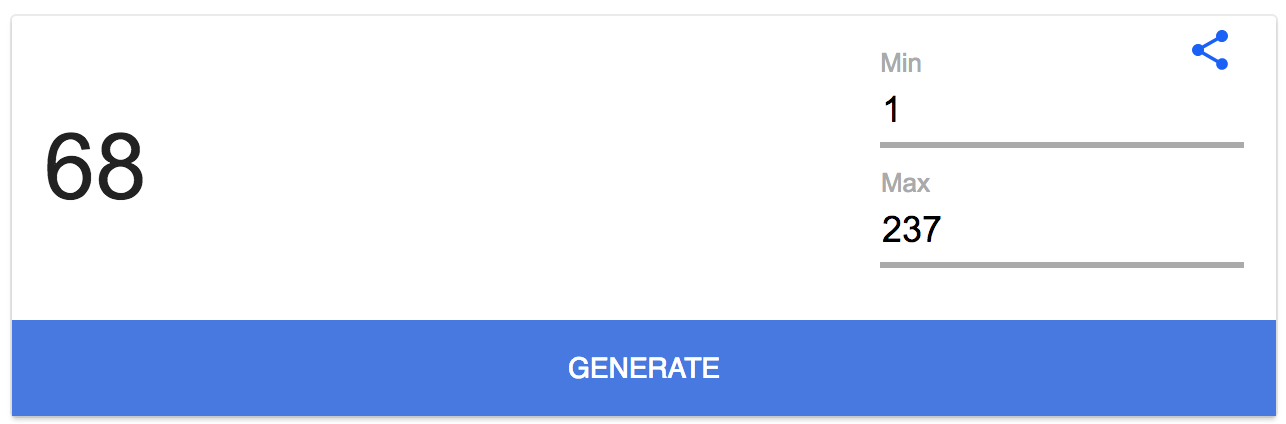 68
Min
1
Max
237
GENERATE